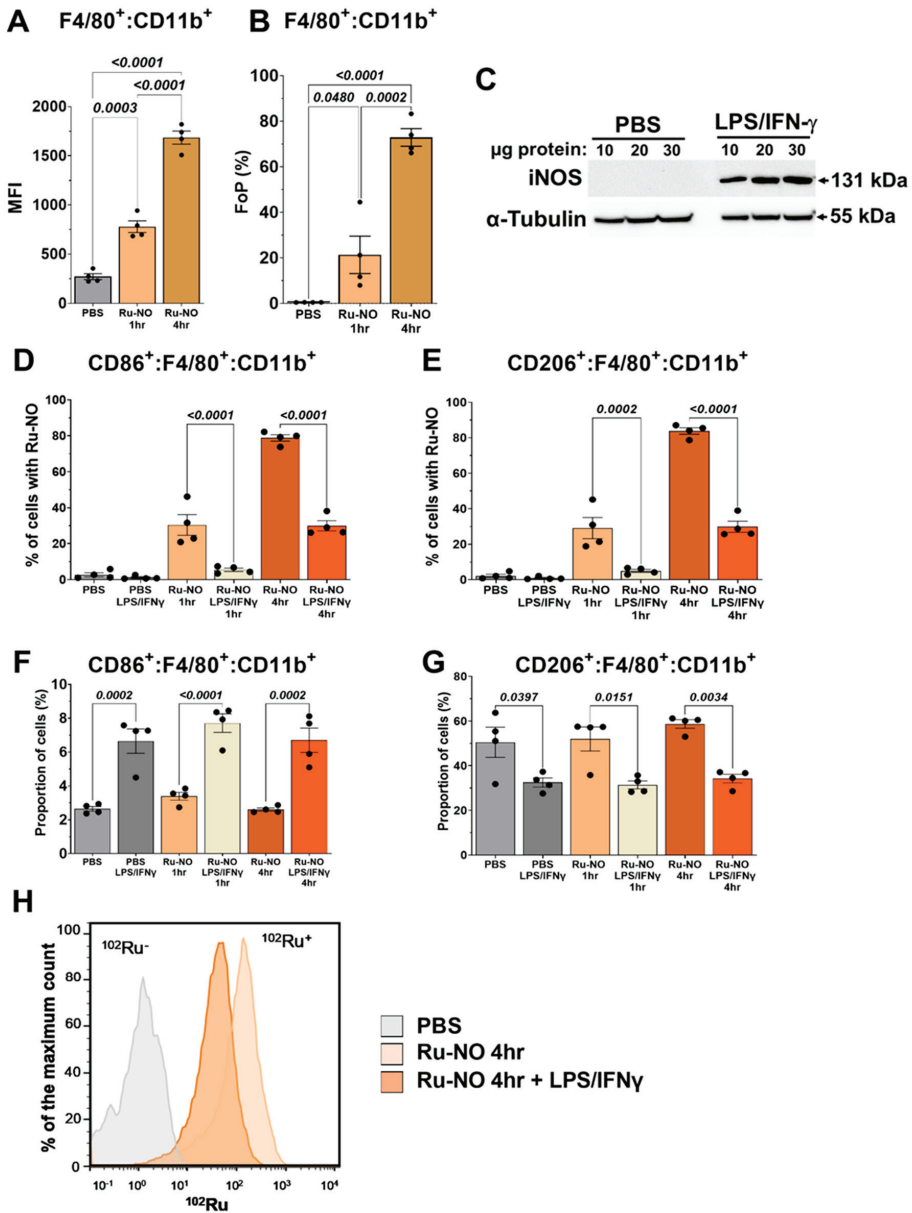 A F4/80+:CD11b+
<0.0001
<0.0001
0.0003
2000
1500
1000
500
250
0
MFI
PBS
Ru-NO
1hr
Ru-NO
4hr
B F4/80+:CD11b+
<0.0001
0.0480 0.0002
100
80
60
40
20
0
FoP (%)
PBS
Ru-NO
1hr
Ru-NO
4hr
C
PBS LPS/IFN-γ
µg protein: 10 20 30 10 20 30
iNOS 131 kDa
α-Tubulin 55 kDa
D CD86+:F4/80+:CD11b+
<0.0001 <0.0001
100
80
60
40
20
0
% of cells with Ru-NO
PBS
PBS
LPS/IFNγ
Ru-NO
1hr
Ru-NO
LPS/IFNγ
1hr
Ru-NO
4hr
Ru-NO
LPS/IFNγ
4hr
E CD206+:F4/80+:CD11b+
0.0002 <0.0001
100
80
60
40
20
0
% of cells with Ru-NO
PBS
PBS
LPS/IFNγ
Ru-NO
1hr
Ru-NO
LPS/IFNγ
1hr
Ru-NO
4hr
Ru-NO
LPS/IFNγ
4hr
F CD86+:F4/80+:CD11b+
0.0002 <0.0001 0.0002
10
8
6
4
2
0
Proportion of cells (%)
PBS
PBS
LPS/IFNγ
Ru-NO
1hr
Ru-NO
LPS/IFNγ
1hr
Ru-NO
4hr
Ru-NO
LPS/IFNγ
4hr
G CD206+:F4/80+:CD11b+
0.0397 0.0151 0.0034
80
60
40
20
0
Proportion of cells (%)
PBS
PBS
LPS/IFNγ
Ru-NO
1hr
Ru-NO
LPS/IFNγ
1hr
Ru-NO
4hr
Ru-NO
LPS/IFNγ
4hr
H
102Ru- 102Ru+
100
80
60
40
20
0
% of the maximum count
10-1 100 101 102 103 104
102Ru
PBS
Ru-NO 4hr
Ru-NO 4hr + LPS/IFNγ